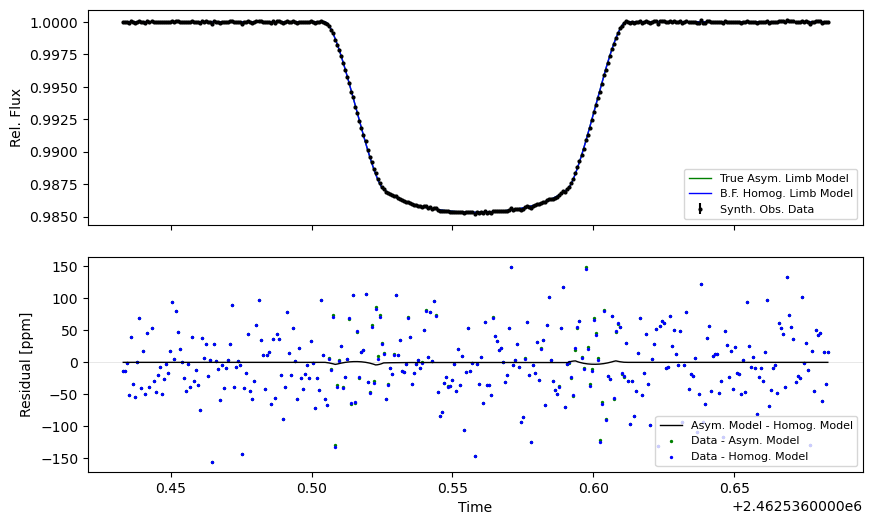 1.0000
0.9975
0.9950
0.9925
0.9900
0.9875
0.9850
Rel. Flux
True Asym. Limb Model
B.F. Homog. Limb Model
Synth. Obs. Data
150
100
50
0
−50
−100
−150
Residual [ppm]
Asym. Model - Homog. Model
Data - Asym. Model
Data - Homog. Model
0.45 0.50 0.55 0.60 0.65
Time
+2.4625360000e6